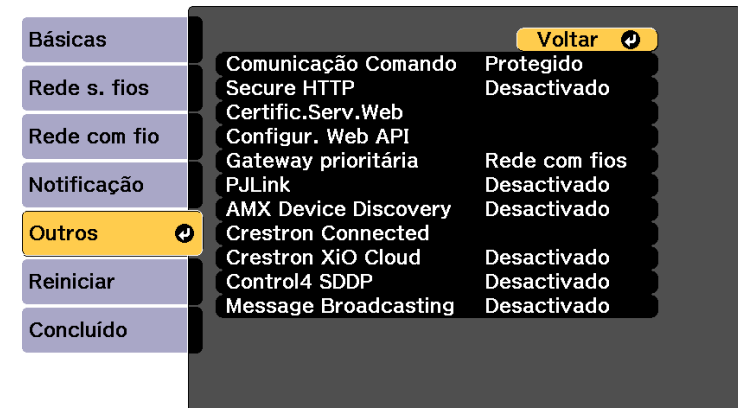 Básicas
Rede s. fios
Rede com fio
Notificação
Outros
Reiniciar
Concluído
Voltar
Comunicação Comando Protegido
Secure HTTP Desactivado
Certific.Serv.Web
Configur. Web API
Gateway prioritária Rede com fios
PJLink Desactivado
AMX Device Discovery Desactivado
Crestron Connected
Crestron XiO Cloud Desactivado
Control4 SDDP Desactivado
Message Broadcasting Desactivado